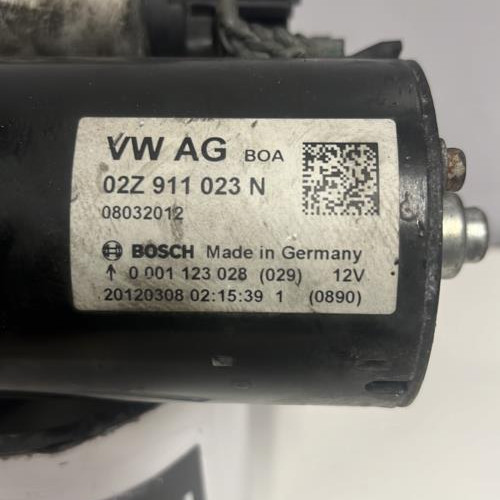 VW AG BOA
02Z 911 023 N
08032012
BOSCH Made in Germany
↑ 0 001 123 028 (029) 12V
20120308 02:15:39 1 (0890)